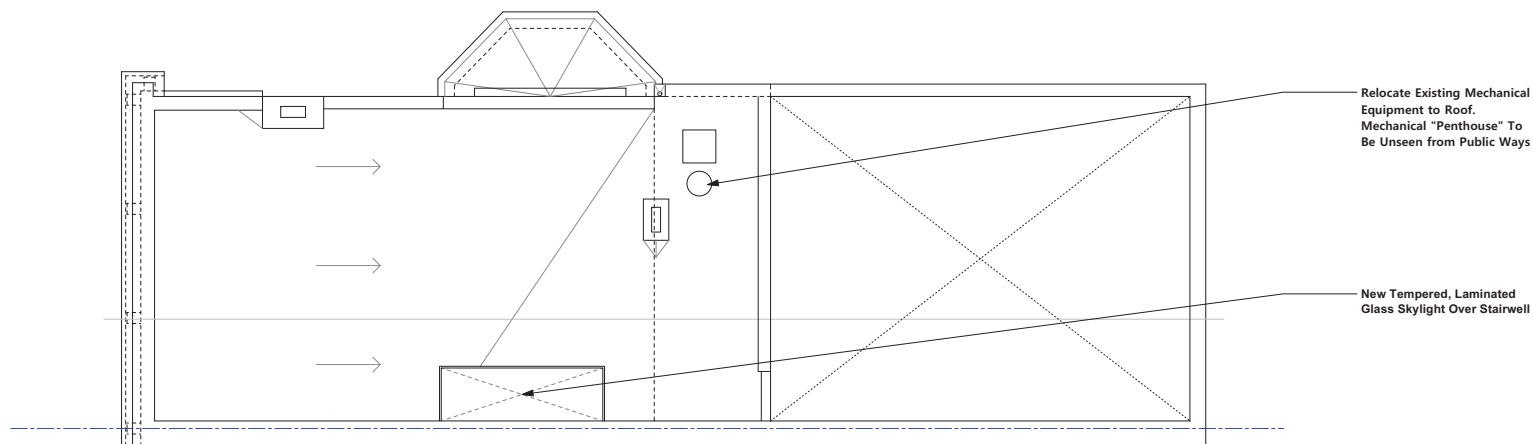 Relocate Existing Mechanical
Equipment to Roof.
Mechanical "Penthouse" To
Be Unseen from Public Ways
New Tempered, Laminated
Glass Skylight Over Stairwell